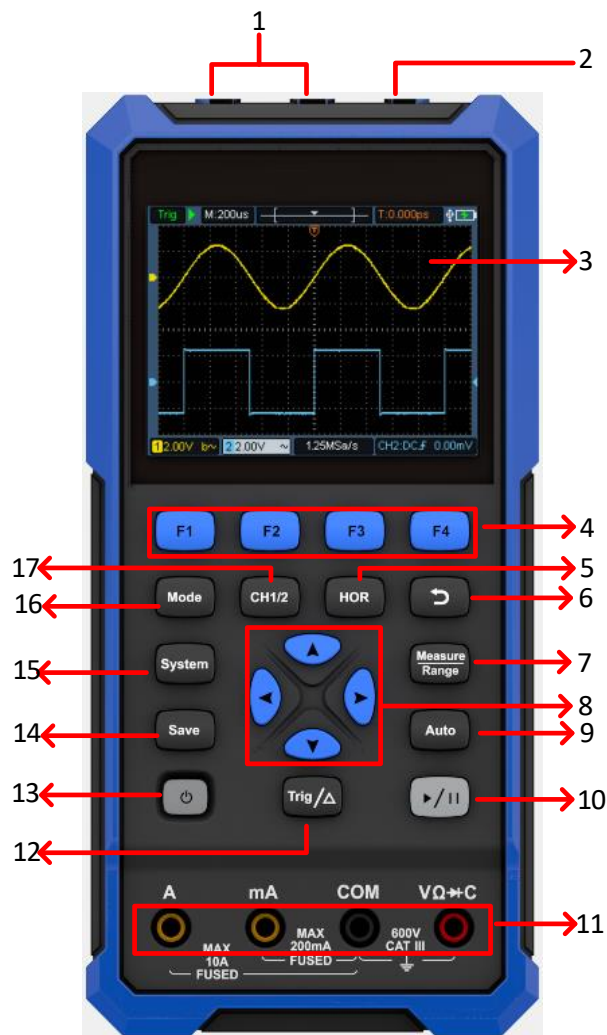 1
2
Trig M:200us T:0.000ps
T
3
1 2.00V b~ 2 2.00V ~ 1.25MSa/s CH2:DC 0.00mV
F1 F2 F3 F4
4
17
5
Mode CH1/2 HOR
16
6
System
Measure
Range
7
15
8
Save
Auto
14
9
13
Trig/△
▶/II
10
12
A mA COM VΩC
11
MAX
10A
FUSED
MAX
200mA
FUSED
600V
CAT III